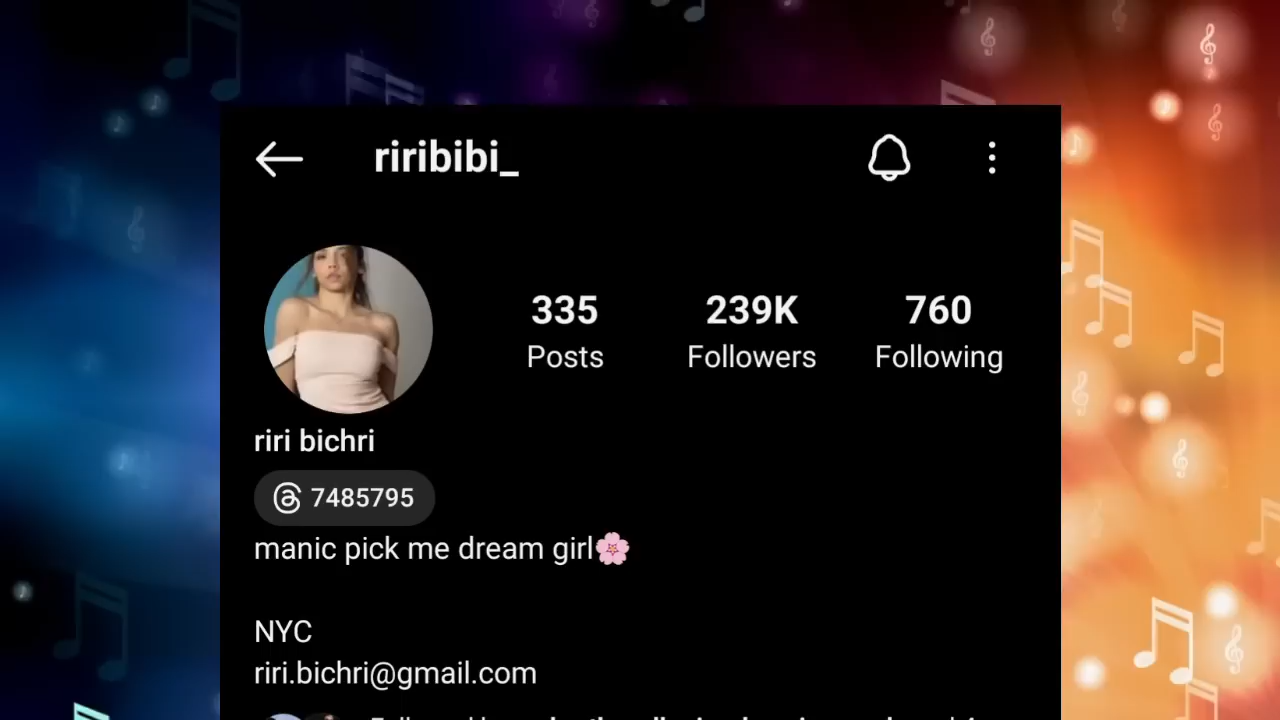 riribibi_
335 239K 760
Posts Followers Following
riri bichri
7485795
manic pick me dream girl🌸
NYC
riri.bichri@gmail.com